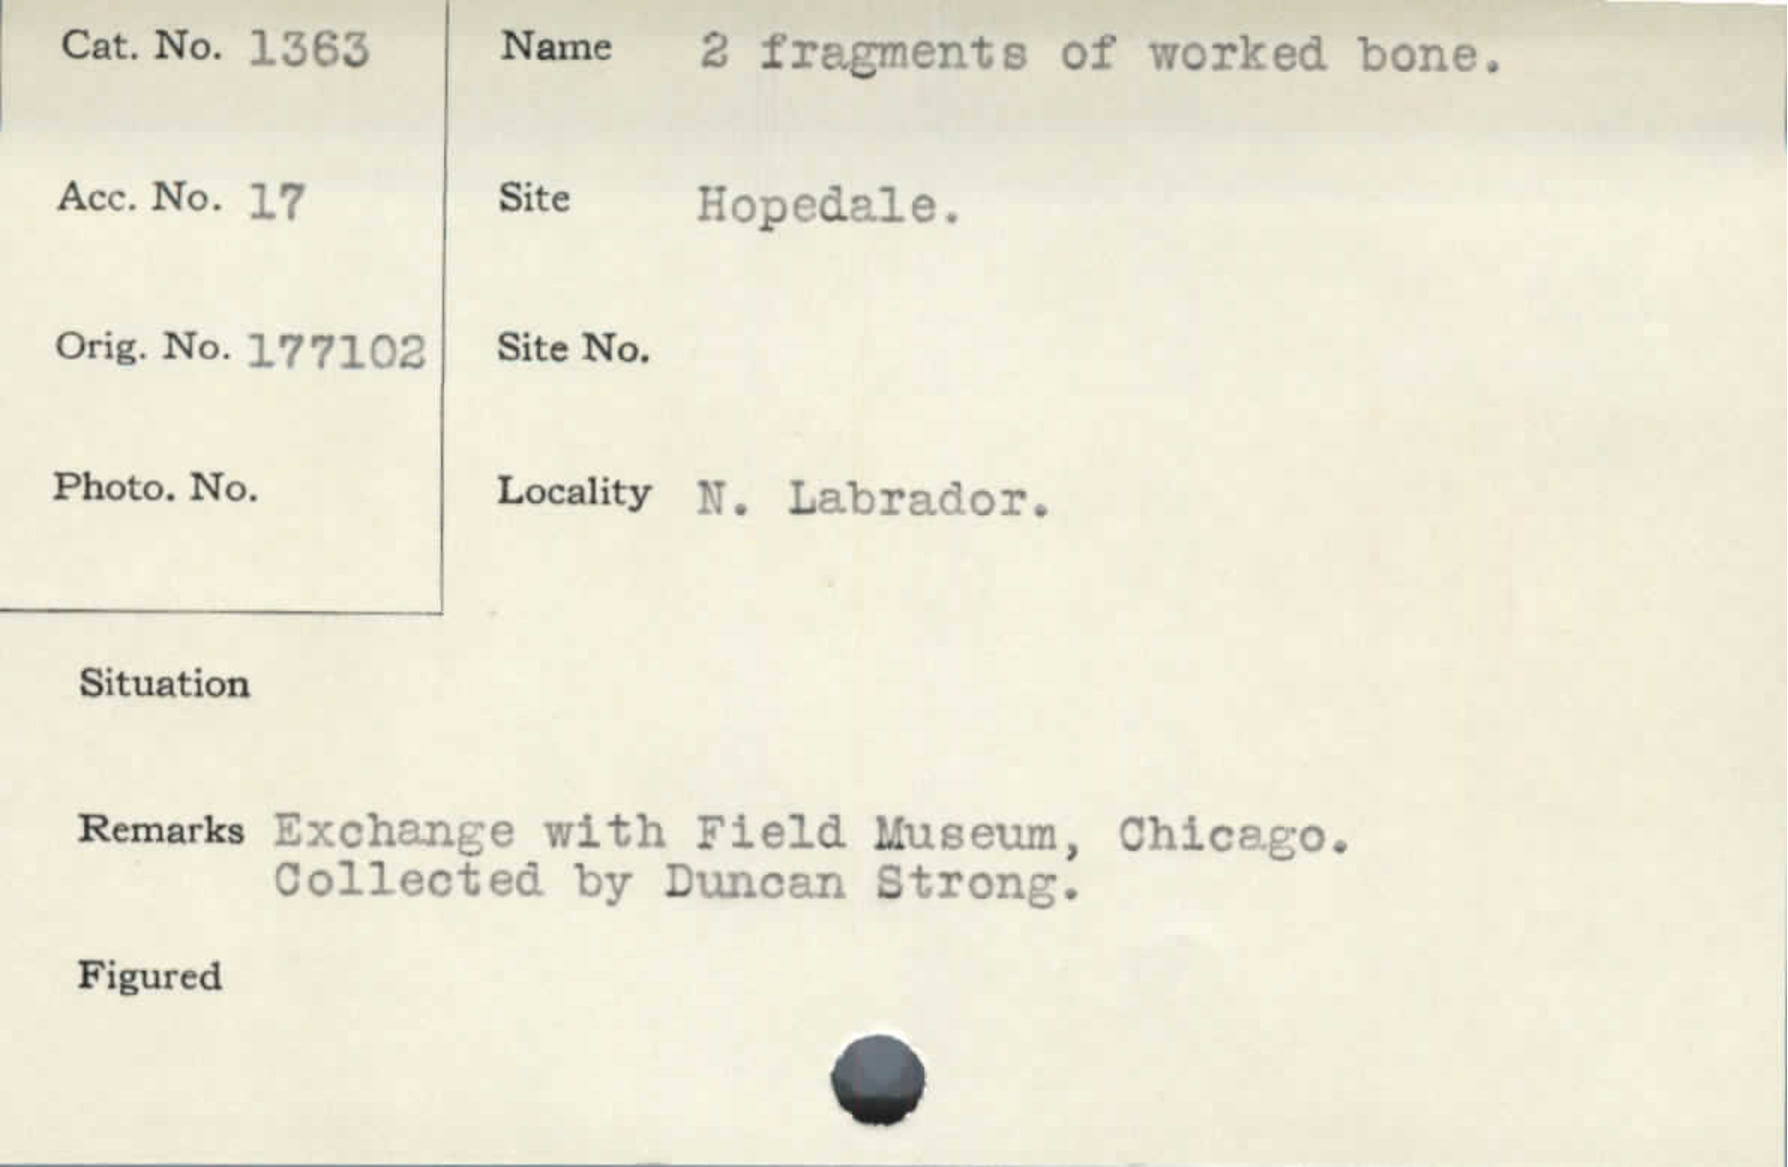 Cat. No. 1363
Name 2 fragments of worked bone.
Acc. No. 17
Site Hopedale.
Orig. No. 177102
Site No.
Photo. No.
Locality N. Labrador.
Situation
Remarks Exchange with Field Museum, Chicago.
Collected by Duncan Strong.
Figured